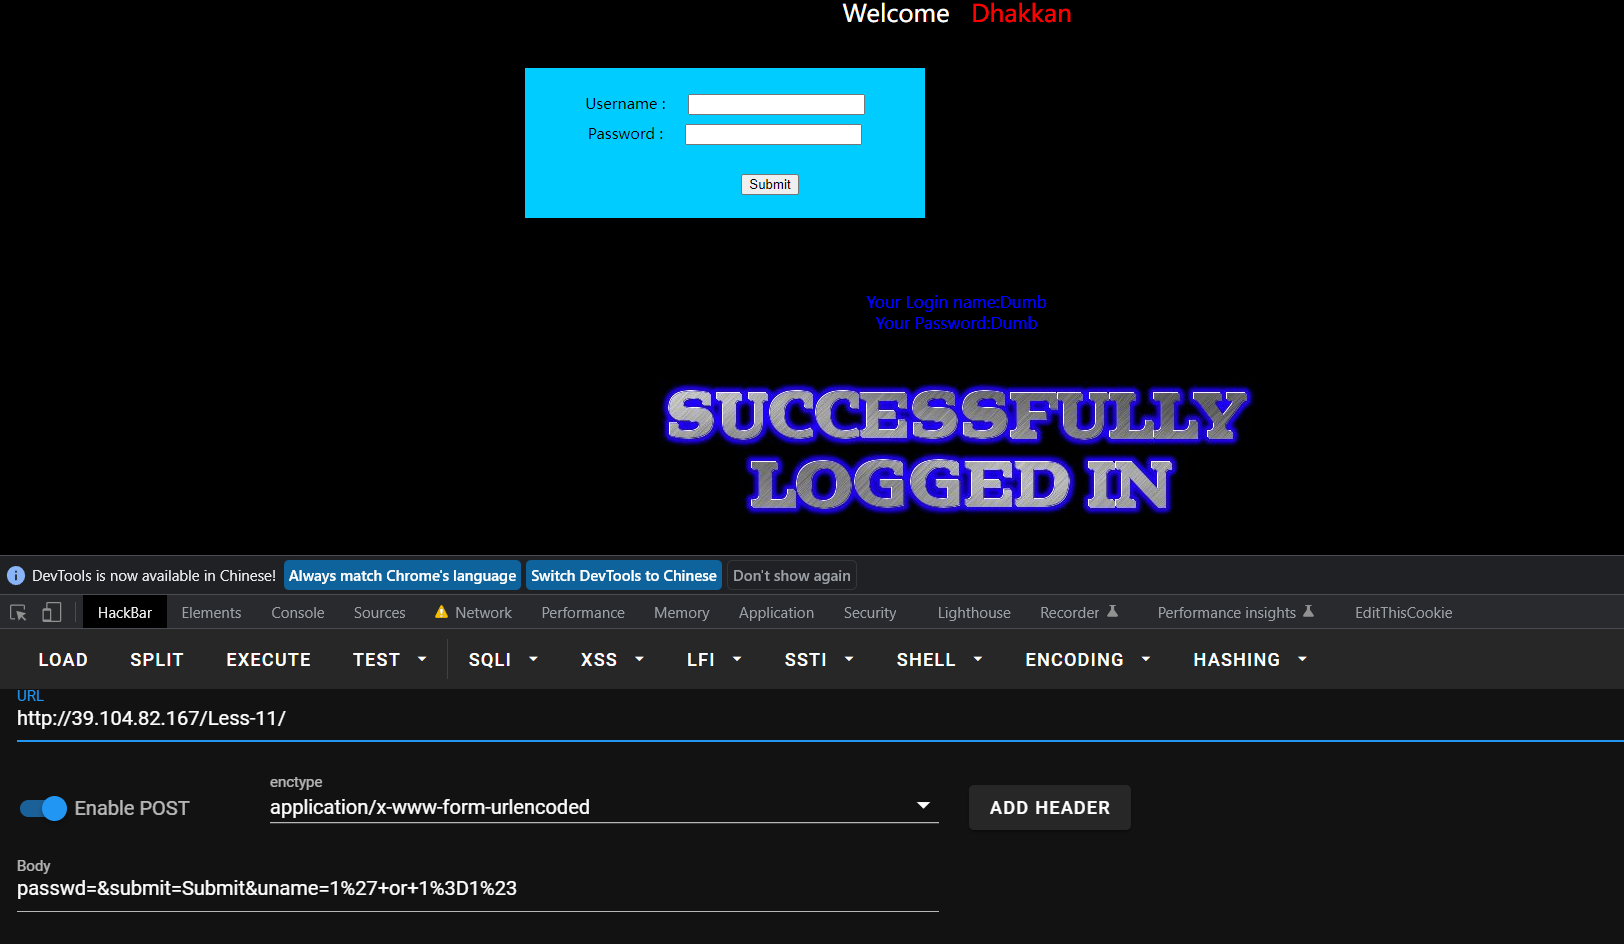 Welcome Dhakkan
Username :
Password :
Submit
Your Login name:Dumb
Your Password:Dumb
SUCCESSFULLY
LOGGED IN
DevTools is now available in Chinese! Always match Chrome's language Switch DevTools to Chinese Don't show again
HackBar Elements Console Sources Network Performance Memory Application Security Lighthouse Recorder Performance insights EditThisCookie
LOAD SPLIT EXECUTE TEST SQLI XSS LFI SSTI SHELL ENCODING HASHING
URL
http://39.104.82.167/Less-11/
enctype
Enable POST application/x-www-form-urlencoded ADD HEADER
Body
passwd=&submit=Submit&uname=1%27+or+1%3D1%23